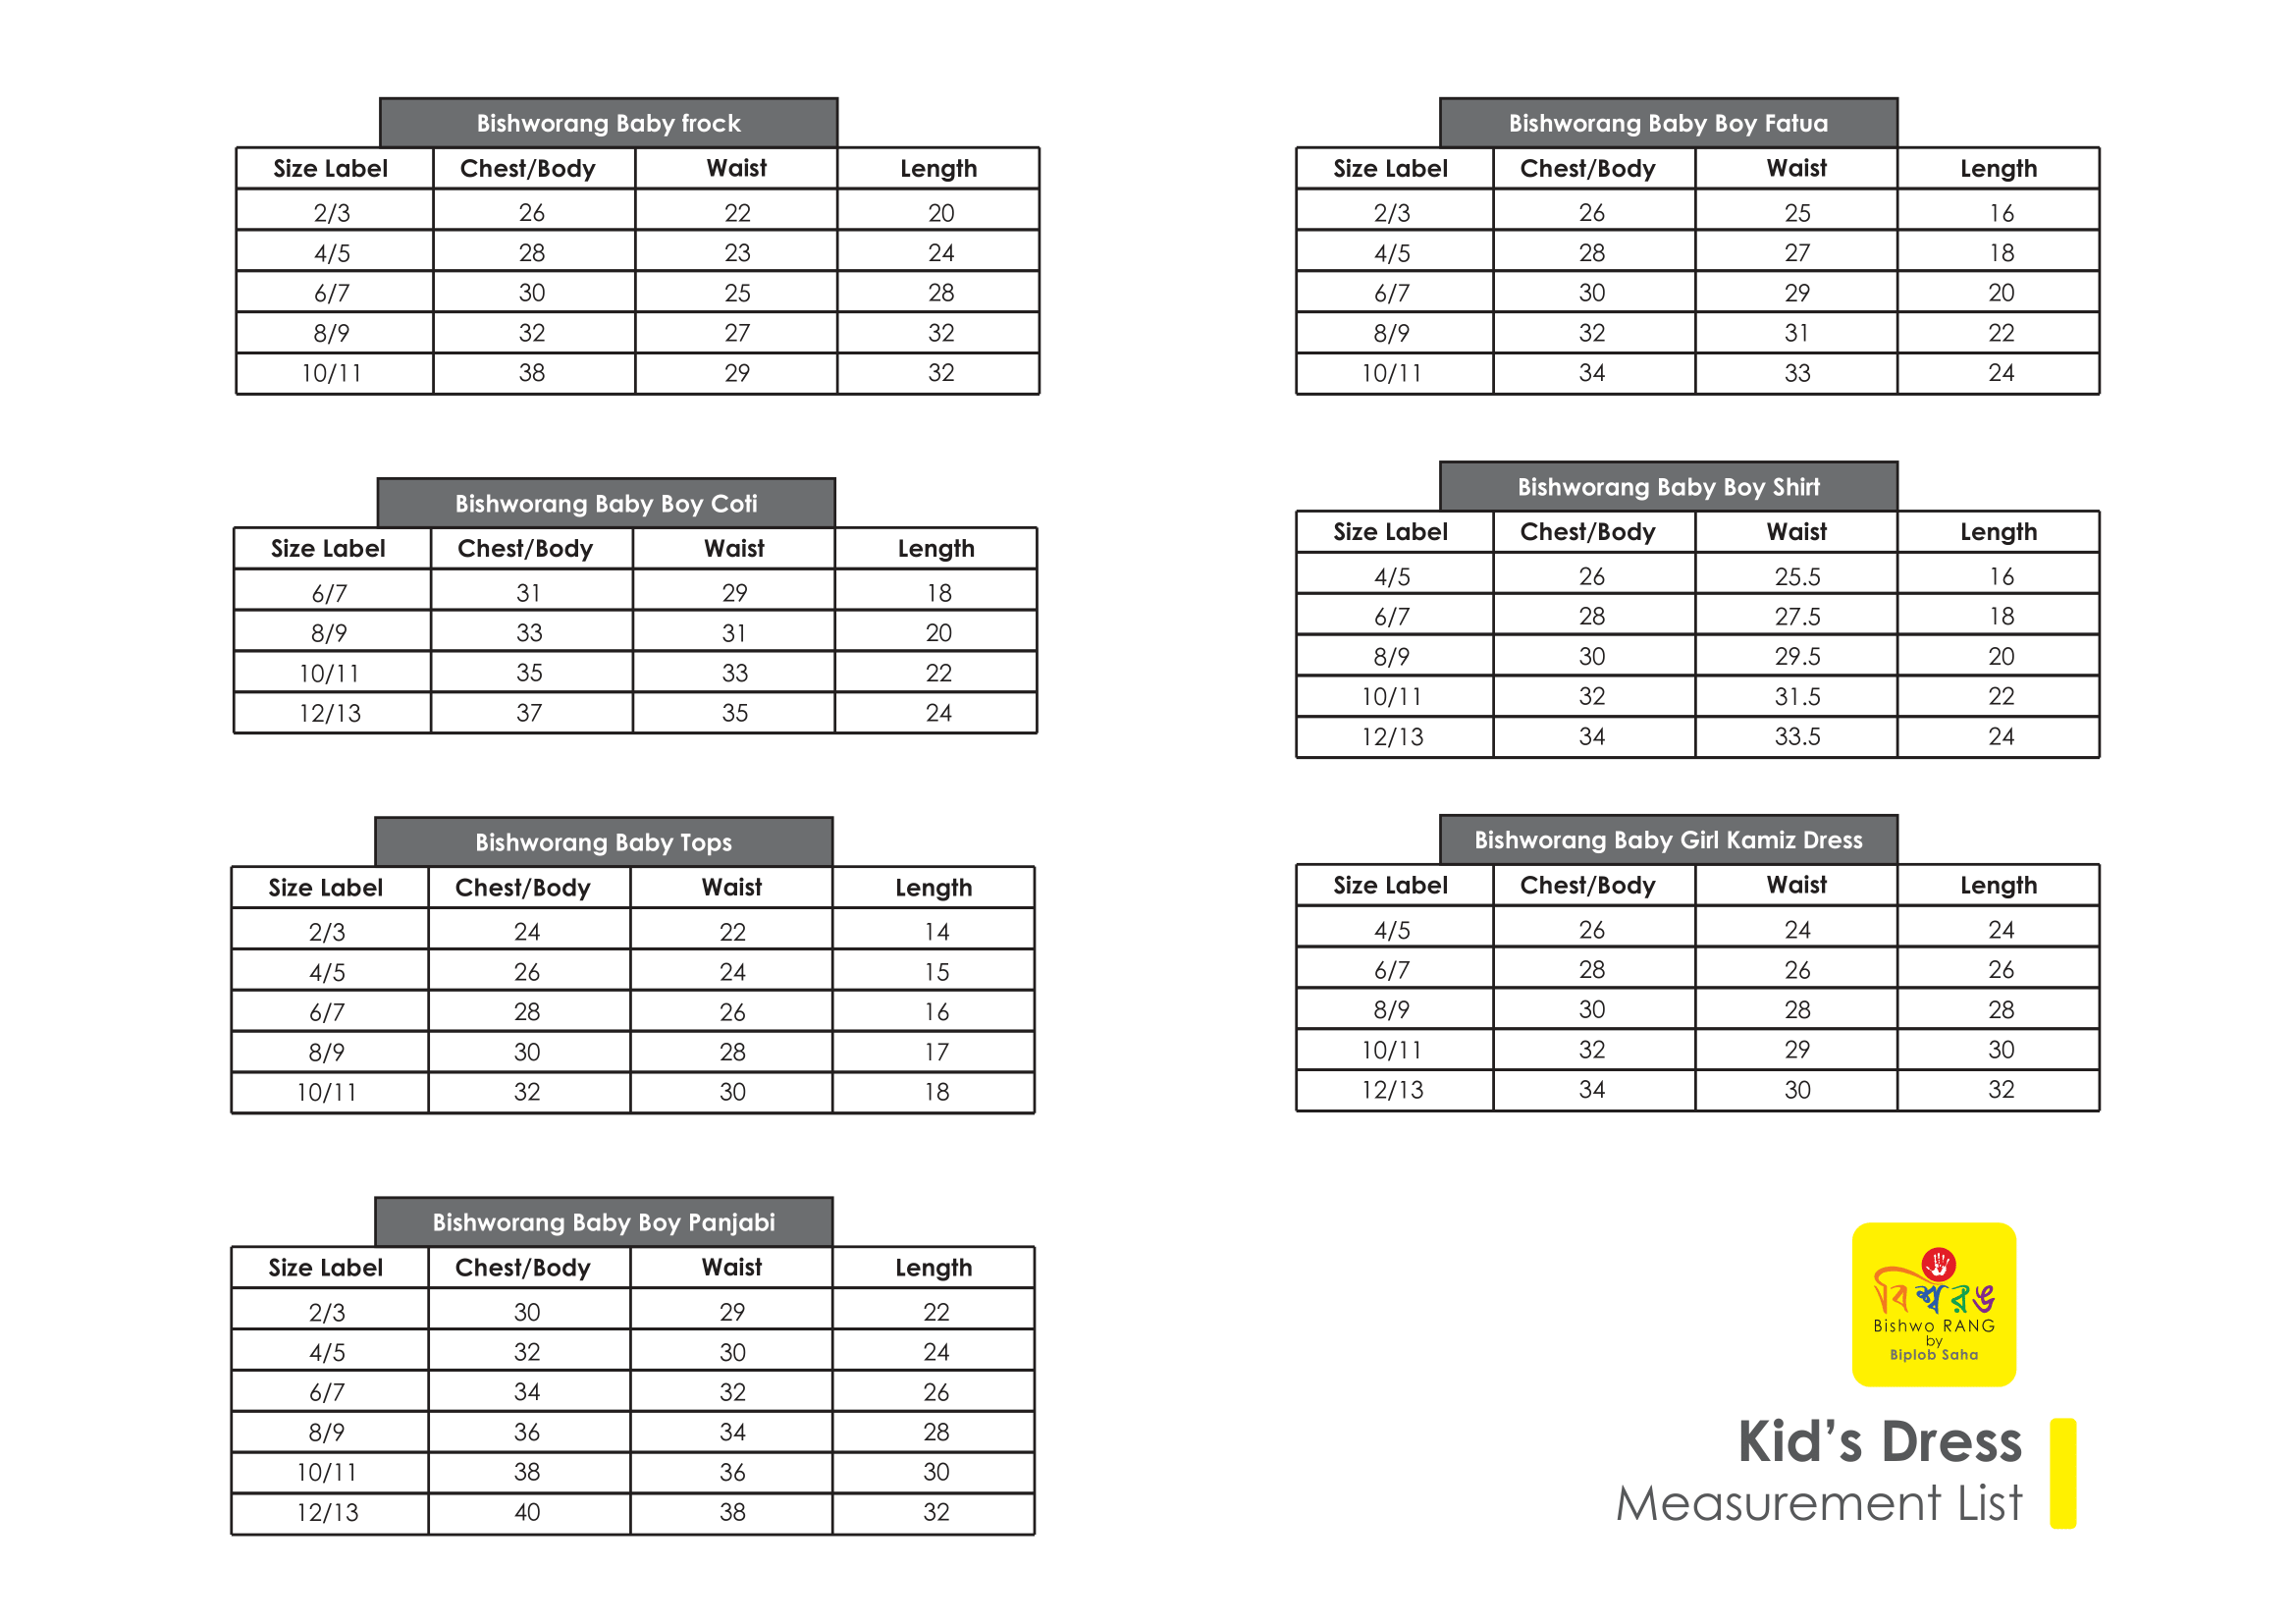 Bishworang Baby frock
Size Label Chest/Body Waist Length
2/3 26 22 20
4/5 28 23 24
6/7 30 25 28
8/9 32 27 32
10/11 38 29 32
Bishworang Baby Boy Coti
Size Label Chest/Body Waist Length
6/7 31 29 18
8/9 33 31 20
10/11 35 33 22
12/13 37 35 24
Bishworang Baby Tops
Size Label Chest/Body Waist Length
2/3 24 22 14
4/5 26 24 15
6/7 28 26 16
8/9 30 28 17
10/11 32 30 18
Bishworang Baby Boy Panjabi
Size Label Chest/Body Waist Length
2/3 30 29 22
4/5 32 30 24
6/7 34 32 26
8/9 36 34 28
10/11 38 36 30
12/13 40 38 32
Bishworang Baby Boy Fatua
Size Label Chest/Body Waist Length
2/3 26 25 16
4/5 28 27 18
6/7 30 29 20
8/9 32 31 22
10/11 34 33 24
Bishworang Baby Boy Shirt
Size Label Chest/Body Waist Length
4/5 26 25.5 16
6/7 28 27.5 18
8/9 30 29.5 20
10/11 32 31.5 22
12/13 34 33.5 24
Bishworang Baby Girl Kamiz Dress
Size Label Chest/Body Waist Length
4/5 26 24 24
6/7 28 26 26
8/9 30 28 28
10/11 32 29 30
12/13 34 30 32
বিশ্বরঙ
Bishwo RANG
by
Biplob Saha
Kid’s Dress
Measurement List